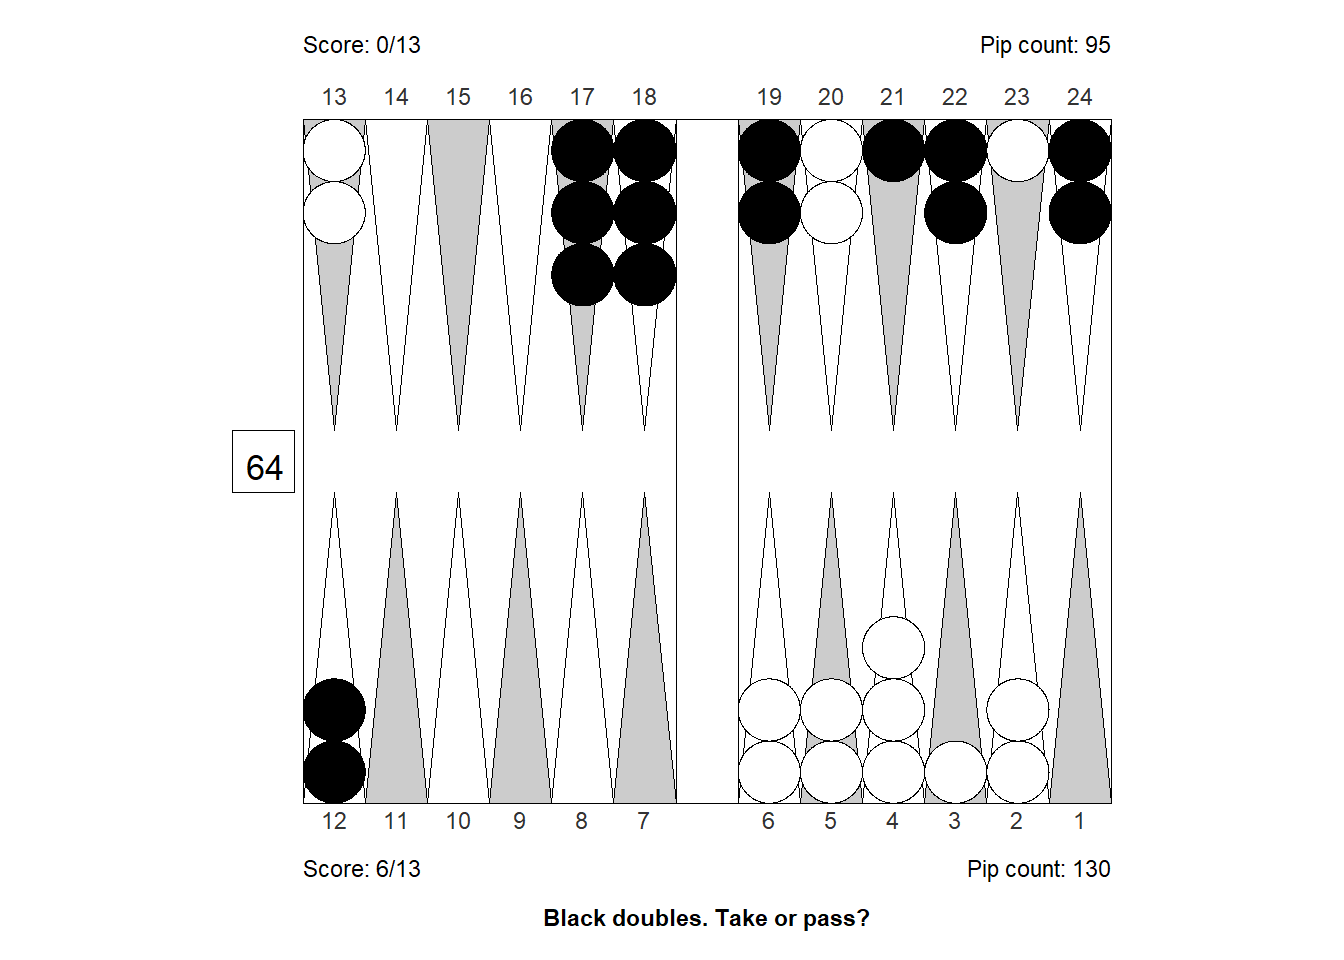 Score: 0/13 Pip count: 95
13 14 15 16 17 18 19 20 21 22 23 24
64
12 11 10 9 8 7 6 5 4 3 2 1
Score: 6/13 Pip count: 130
Black doubles. Take or pass?